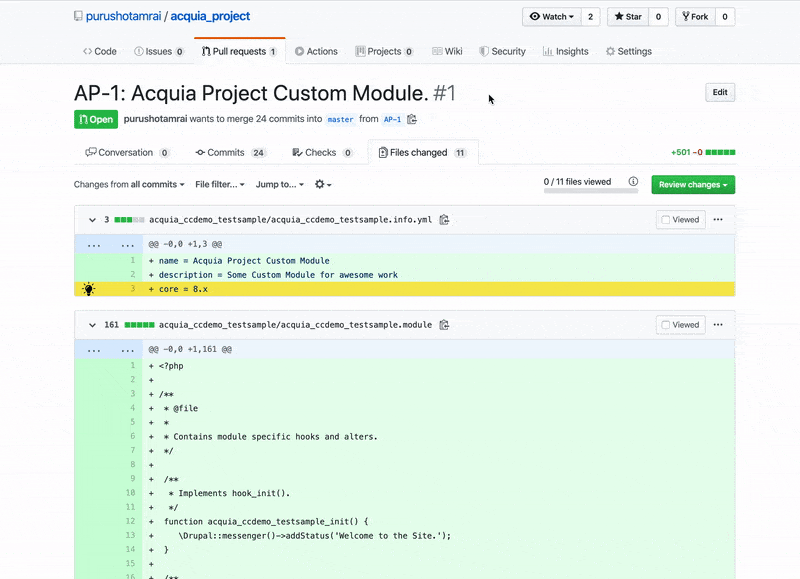 purushotamrai / acquia_project
Watch 2 Star 0 Fork 0
Code Issues 0 Pull requests 1 Actions Projects 0 Wiki Security Insights Settings
AP-1: Acquia Project Custom Module. #1
Edit
Open purushotamrai wants to merge 24 commits into master from AP-1
Conversation 0 Commits 24 Checks 0 Files changed 11
+501 −0
Changes from all commits File filter... Jump to...
0 / 11 files viewed
Review changes
3 acquia_ccdemo_testsample/acquia_ccdemo_testsample.info.yml Viewed ...
... ... @@ -0,0 +1,3 @@
1 + name = Acquia Project Custom Module
2 + description = Some Custom Module for awesome work
3 + core = 8.x
161 acquia_ccdemo_testsample/acquia_ccdemo_testsample.module Viewed ...
... ... @@ -0,0 +1,161 @@
1 + <?php
2 +
3 + /**
4 + * @file
5 + *
6 + * Contains module specific hooks and alters.
7 + */
8 +
9 + /**
10 + * Implements hook_init().
11 + */
12 + function acquia_ccdemo_testsample_init() {
13 + \Drupal::messenger()->addStatus('Welcome to the Site.');
14 + }
15 +
16 + /**